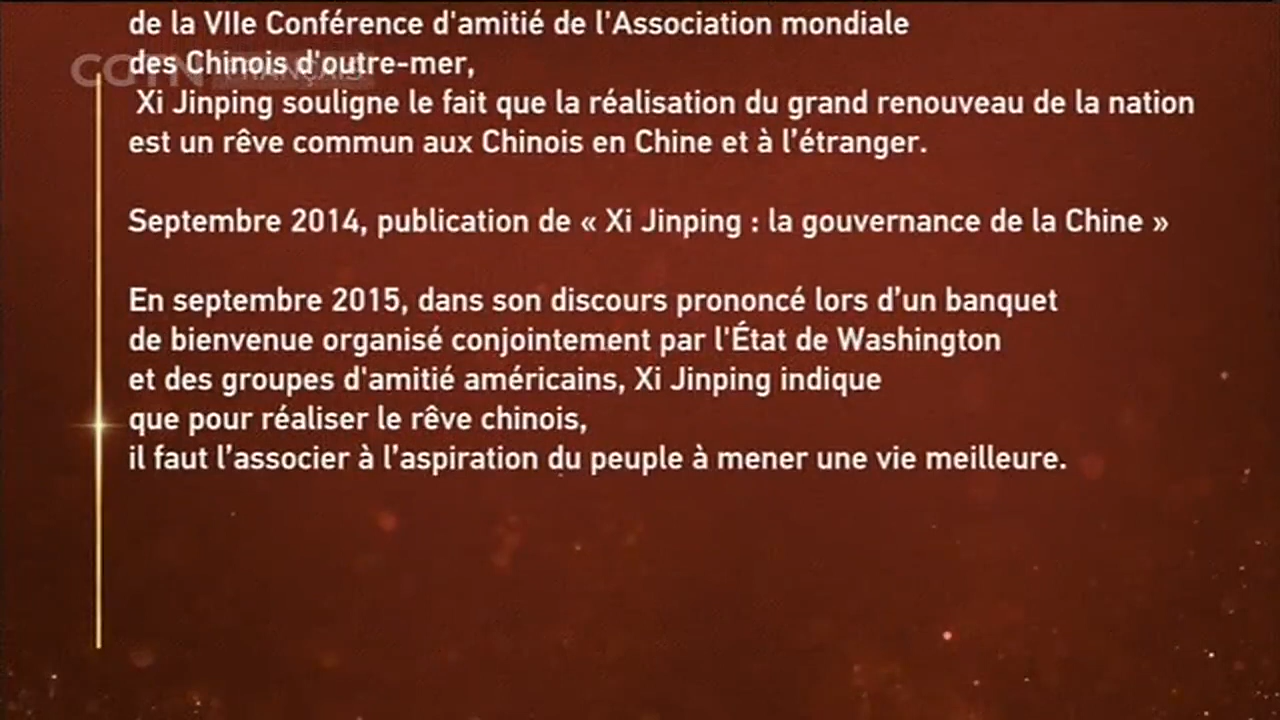 de la VIIe Conférence d'amitié de l'Association mondiale
CGTN FRANÇAIS
des Chinois d'outre-mer,
Xi Jinping souligne le fait que la réalisation du grand renouveau de la nation
est un rêve commun aux Chinois en Chine et à l’étranger.
Septembre 2014, publication de « Xi Jinping : la gouvernance de la Chine »
En septembre 2015, dans son discours prononcé lors d’un banquet
de bienvenue organisé conjointement par l'État de Washington
et des groupes d'amitié américains, Xi Jinping indique
que pour réaliser le rêve chinois,
il faut l’associer à l’aspiration du peuple à mener une vie meilleure.